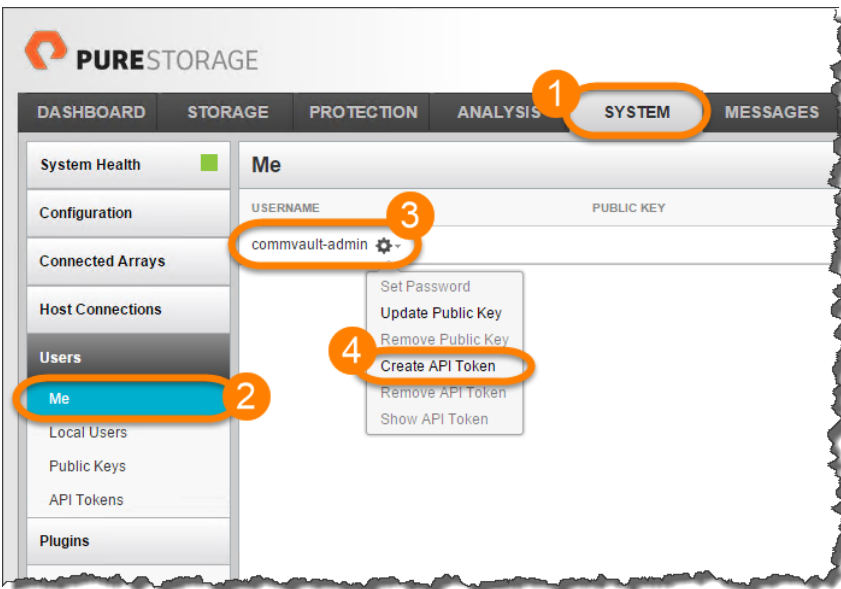 PURESTORAGE
DASHBOARD STORAGE PROTECTION ANALYSIS 1 SYSTEM MESSAGES
System Health
Configuration
Connected Arrays
Host Connections
Users
Me 2
Local Users
Public Keys
API Tokens
Plugins
Me
USERNAME 3 PUBLIC KEY
commvault-admin
Set Password
Update Public Key
Remove Public Key
4 Create API Token
Remove API Token
Show API Token